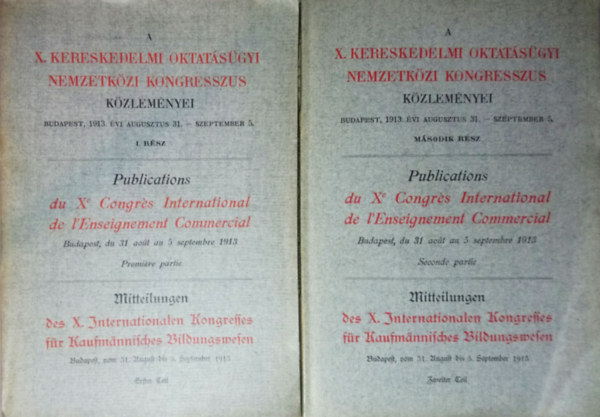 A
X. KERESKEDELMI OKTATÁSÜGYI
NEMZETKÖZI KONGRESSZUS
KÖZLEMÉNYEI
BUDAPEST, 1913. ÉVI AUGUSZTUS 31. – SZEPTEMBER 5.
I. RÉSZ
Publications
du Xe Congrès International
de l'Enseignement Commercial
Budapest, du 31 août au 5 septembre 1913
Première partie
Mitteilungen
des X. Internationalen Kongreſſes
für Kaufmänniſches Bildungsweſen
Budapeſt, vom 31. Auguſt bis 5. September 1913
Erſter Teil
A
X. KERESKEDELMI OKTATÁSÜGYI
NEMZETKÖZI KONGRESSZUS
KÖZLEMÉNYEI
BUDAPEST, 1913. ÉVI AUGUSZTUS 31. – SZEPTEMBER 5.
MÁSODIK RÉSZ
Publications
du Xe Congrès International
de l'Enseignement Commercial
Budapest, du 31 août au 5 septembre 1913
Seconde partie
Mitteilungen
des X. Internationalen Kongreſſes
für Kaufmänniſches Bildungsweſen
Budapeſt, vom 31. Auguſt bis 5. September 1913
Zweiter Teil